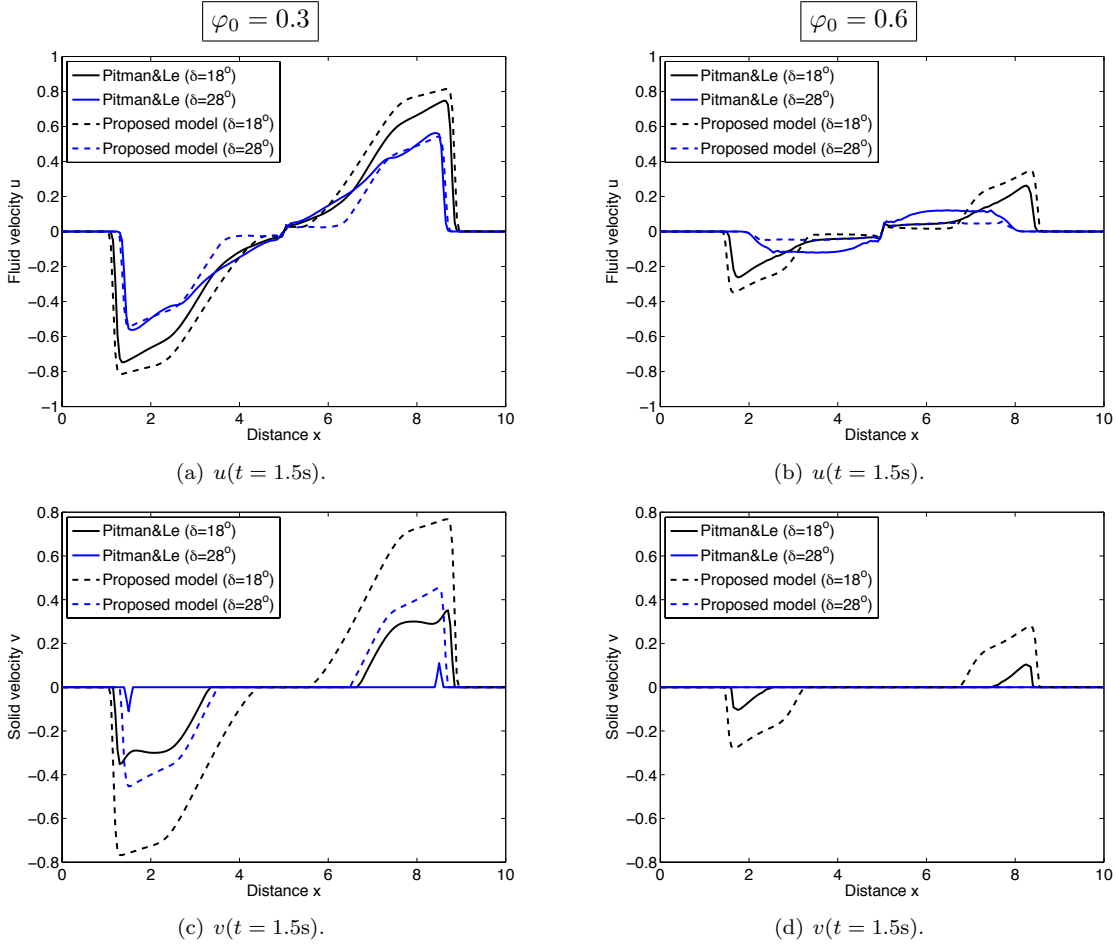 φ₀ = 0.3
φ₀ = 0.6
1
0.8
0.6
0.4
0.2
0
−0.2
−0.4
−0.6
−0.8
−1
Fluid velocity u
Pitman&Le (δ=18°)
Pitman&Le (δ=28°)
Proposed model (δ=18°)
Proposed model (δ=28°)
0 2 4 6 8 10
Distance x
(a) u(t = 1.5s).
1
0.8
0.6
0.4
0.2
0
−0.2
−0.4
−0.6
−0.8
−1
Fluid velocity u
Pitman&Le (δ=18°)
Pitman&Le (δ=28°)
Proposed model (δ=18°)
Proposed model (δ=28°)
0 2 4 6 8 10
Distance x
(b) u(t = 1.5s).
0.8
0.6
0.4
0.2
0
−0.2
−0.4
−0.6
−0.8
Solid velocity v
Pitman&Le (δ=18°)
Pitman&Le (δ=28°)
Proposed model (δ=18°)
Proposed model (δ=28°)
0 2 4 6 8 10
Distance x
(c) v(t = 1.5s).
0.8
0.6
0.4
0.2
0
−0.2
−0.4
−0.6
−0.8
Solid velocity v
Pitman&Le (δ=18°)
Pitman&Le (δ=28°)
Proposed model (δ=18°)
Proposed model (δ=28°)
0 2 4 6 8 10
Distance x
(d) v(t = 1.5s).